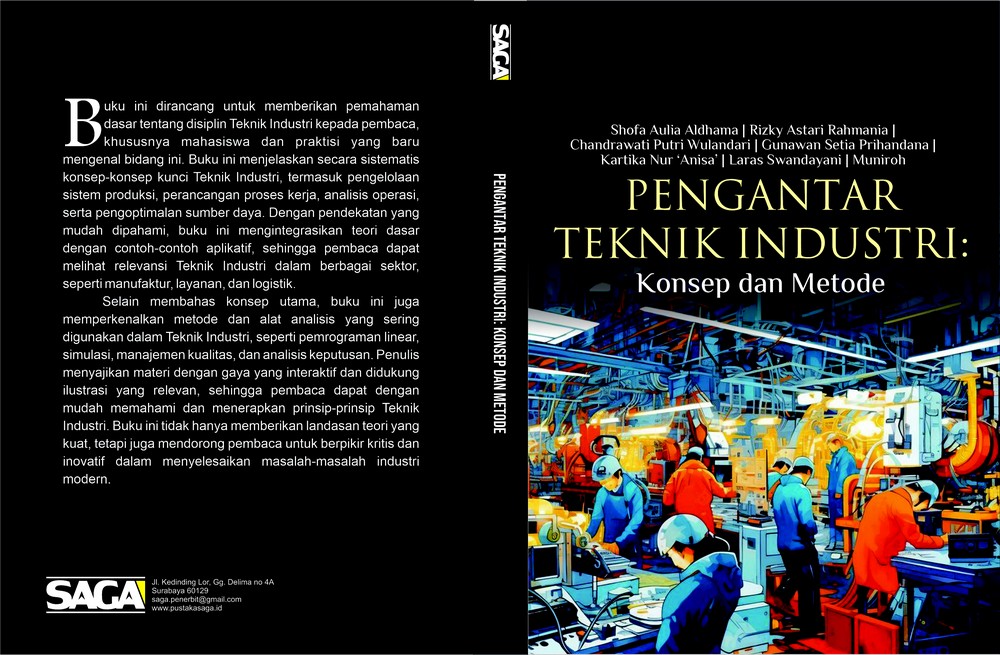 Buku ini dirancang untuk memberikan pemahaman
dasar tentang disiplin Teknik Industri kepada pembaca,
khususnya mahasiswa dan praktisi yang baru
mengenal bidang ini. Buku ini menjelaskan secara sistematis
konsep-konsep kunci Teknik Industri, termasuk pengelolaan
sistem produksi, perancangan proses kerja, analisis operasi,
serta pengoptimalan sumber daya. Dengan pendekatan yang
mudah dipahami, buku ini mengintegrasikan teori dasar
dengan contoh-contoh aplikatif, sehingga pembaca dapat
melihat relevansi Teknik Industri dalam berbagai sektor,
seperti manufaktur, layanan, dan logistik.
Selain membahas konsep utama, buku ini juga
memperkenalkan metode dan alat analisis yang sering
digunakan dalam Teknik Industri, seperti pemrograman linear,
simulasi, manajemen kualitas, dan analisis keputusan. Penulis
menyajikan materi dengan gaya yang interaktif dan didukung
ilustrasi yang relevan, sehingga pembaca dapat dengan
mudah memahami dan menerapkan prinsip-prinsip Teknik
Industri. Buku ini tidak hanya memberikan landasan teori yang
kuat, tetapi juga mendorong pembaca untuk berpikir kritis dan
inovatif dalam menyelesaikan masalah-masalah industri
modern.
SAGA
Jl. Kedinding Lor, Gg. Delima no 4A
Surabaya 60129
saga.penerbit@gmail.com
www.pustakasaga.id
SAGA
PENGANTAR TEKNIK INDUSTRI: KONSEP DAN METODE
Shofa Aulia Aldhama | Rizky Astari Rahmania |
Chandrawati Putri Wulandari | Gunawan Setia Prihandana |
Kartika Nur ‘Anisa’ | Laras Swandayani | Muniroh
PENGANTAR
TEKNIK INDUSTRI:
Konsep dan Metode